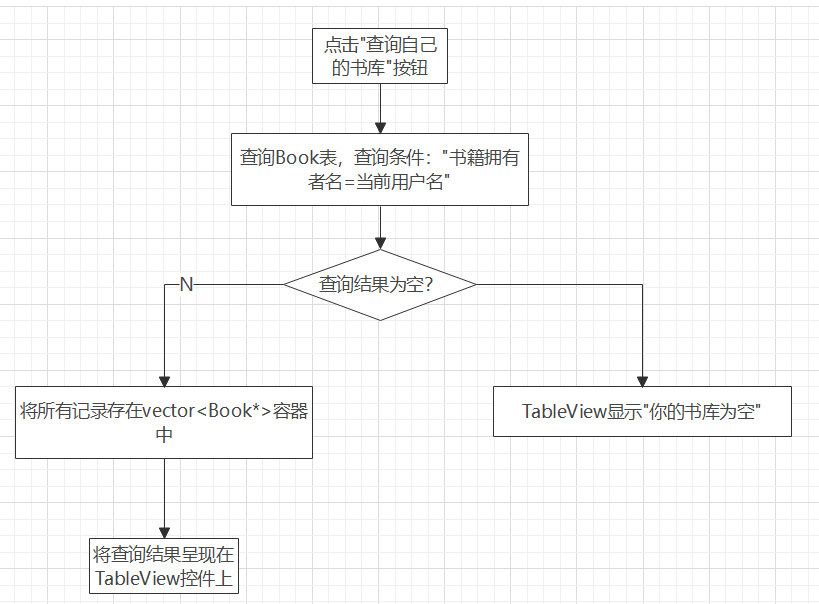 点击"查询自己
的书库"按钮
查询Book表，查询条件："书籍拥有
者名=当前用户名"
查询结果为空?
N
将所有记录存在vector<Book*>容器
中
TableView显示"你的书库为空"
将查询结果呈现在
TableView控件上